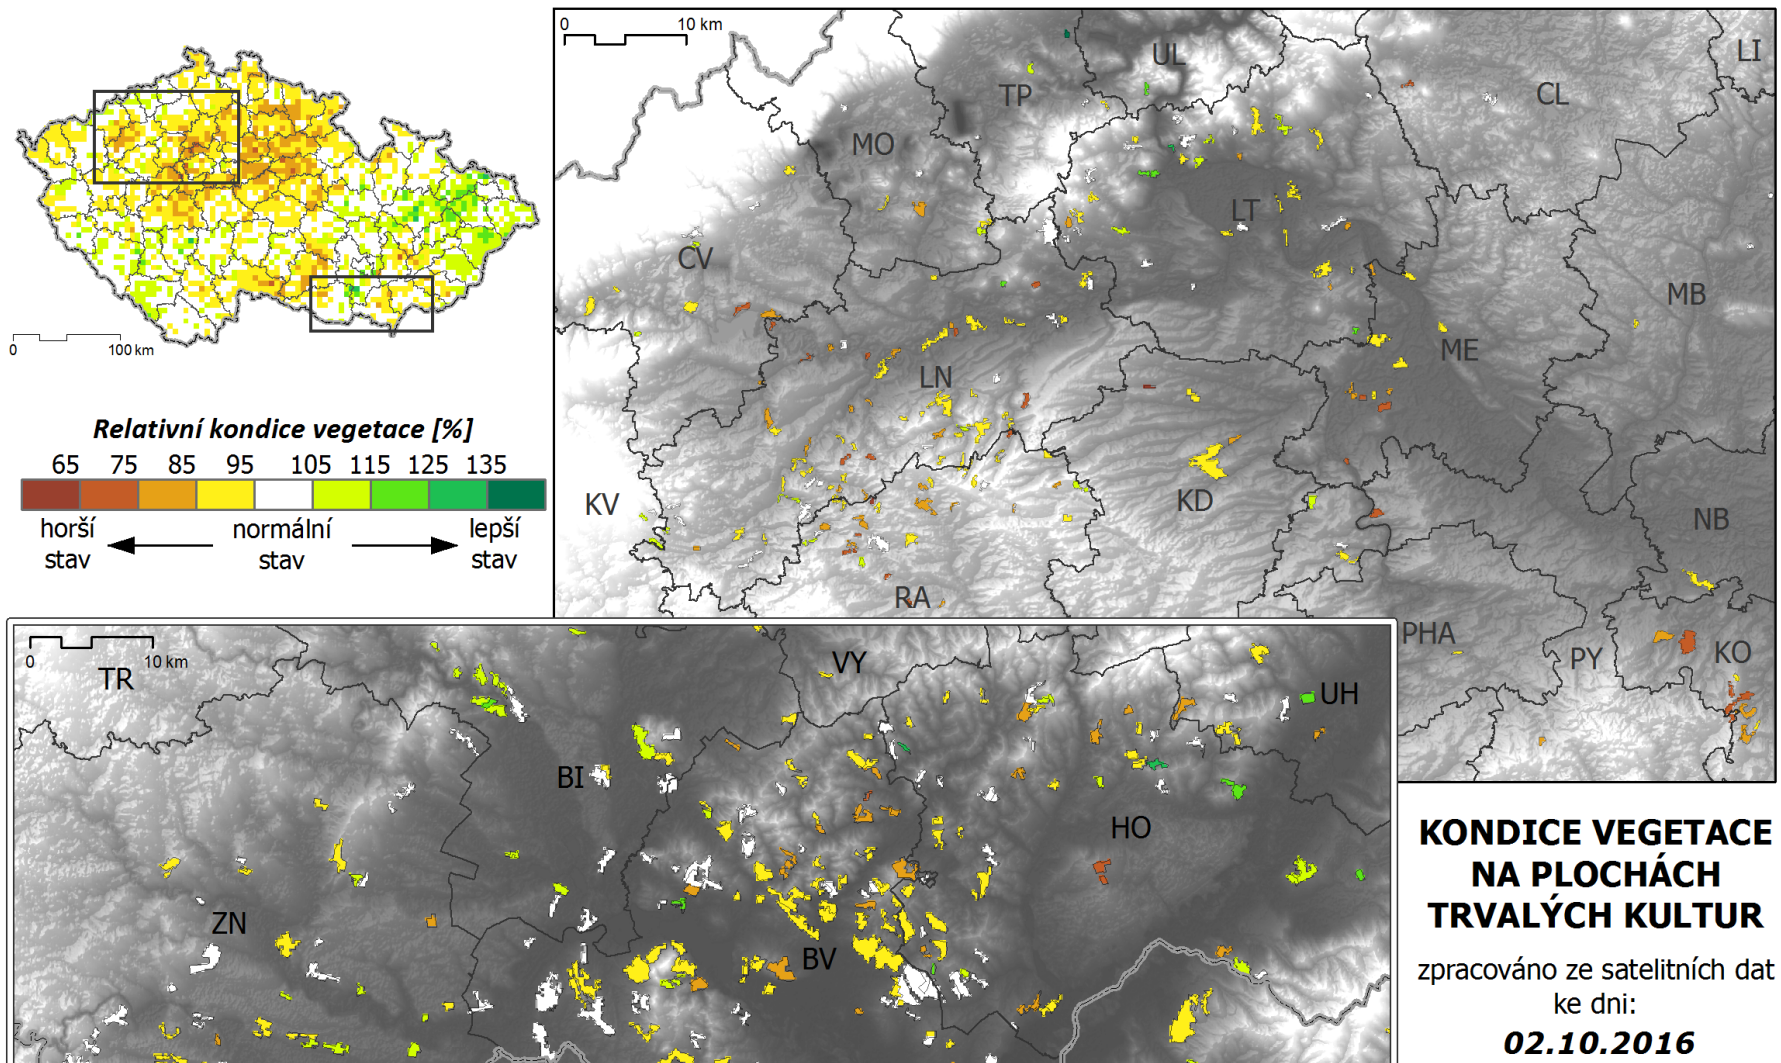 0 10 km
UL
LI
TP
CL
MO
LT
CV
MB
ME
LN
KV
KD
NB
RA
PHA
PY
KO
0 100 km
Relativní kondice vegetace [%]
65 75 85 95 105 115 125 135
horší stav
normální stav
lepší stav
0 10 km
TR
VY
UH
BI
HO
ZN
BV
KONDICE VEGETACE
NA PLOCHÁCH
TRVALÝCH KULTUR
zpracováno ze satelitních dat
ke dni:
02.10.2016